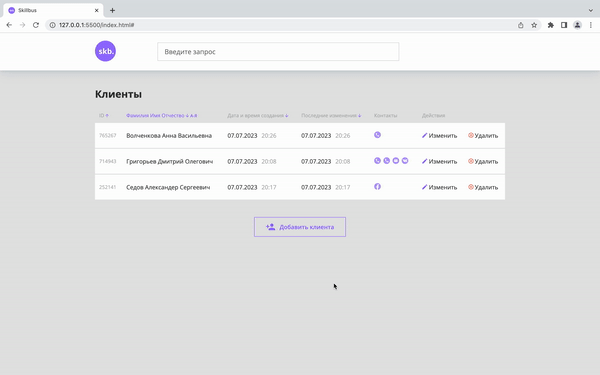 Skillbus
127.0.0.1:5500/index.html#
skb.
Введите запрос
Клиенты
ID Фамилия Имя Отчество А-Я Дата и время создания Последние изменения Контакты Действия
765267 Волченкова Анна Васильевна 07.07.2023 20:26 07.07.2023 20:26 Изменить Удалить
714943 Григорьев Дмитрий Олегович 07.07.2023 20:08 07.07.2023 20:08 Изменить Удалить
252141 Седов Александр Сергеевич 07.07.2023 20:17 07.07.2023 20:17 Изменить Удалить
Добавить клиента